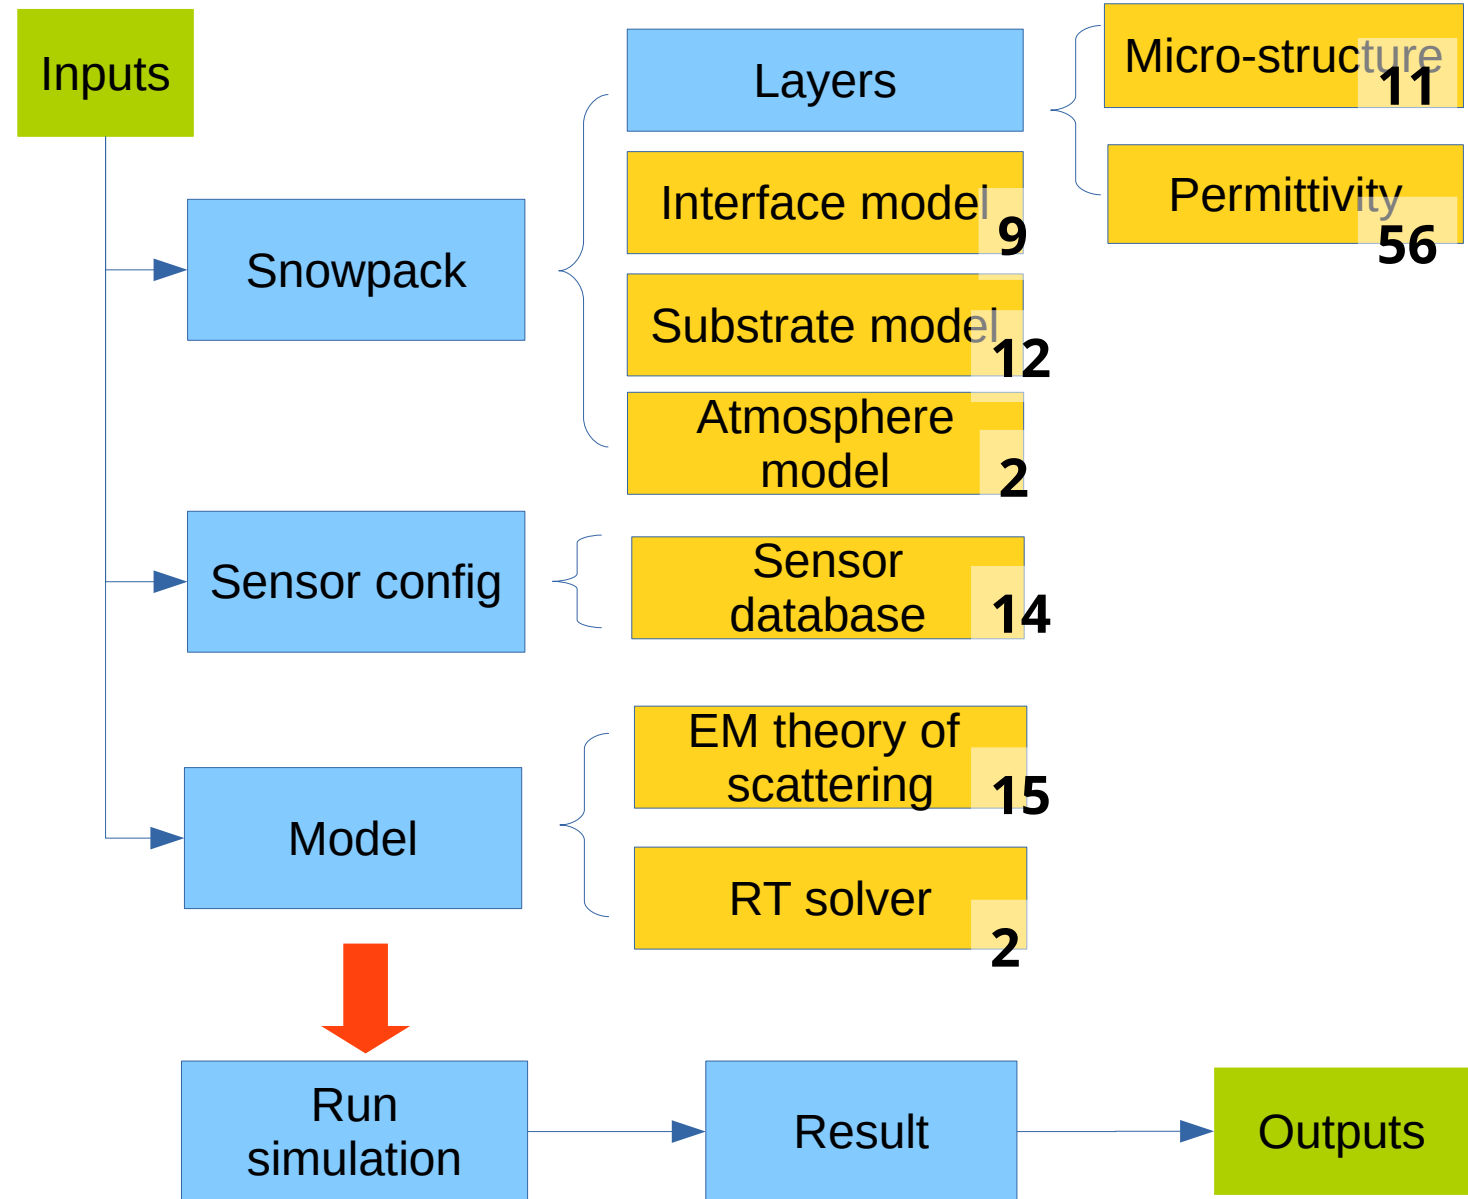 Inputs
Layers
Micro-structure
11
Permittivity
56
Interface model
9
Snowpack
Substrate model
12
Atmosphere
model
2
Sensor config
Sensor
database
14
EM theory of
scattering
15
Model
RT solver
2
Run
simulation
Result
Outputs